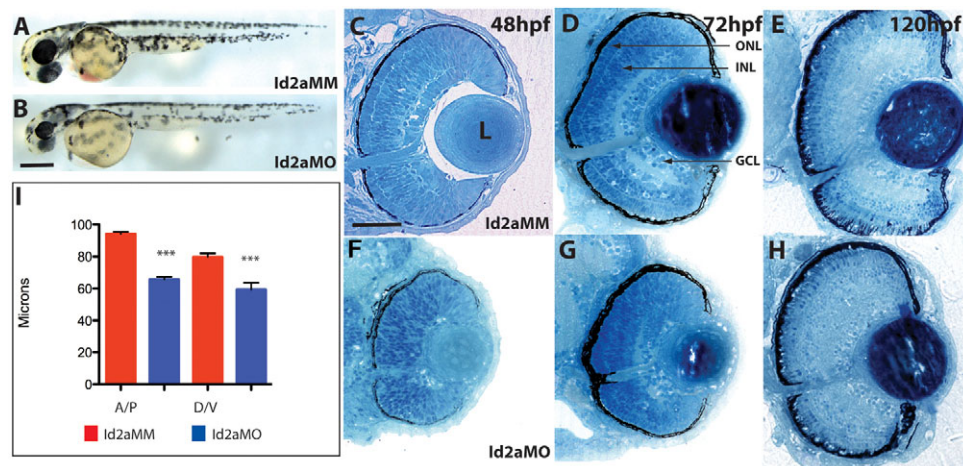 A
Id2aMM
B
Id2aMO
C
48hpf
L
Id2aMM
D
72hpf
ONL
INL
GCL
E
120hpf
F
G
H
Id2aMO
I
100
80
60
40
20
0
Microns
***
***
A/P
D/V
Id2aMM
Id2aMO